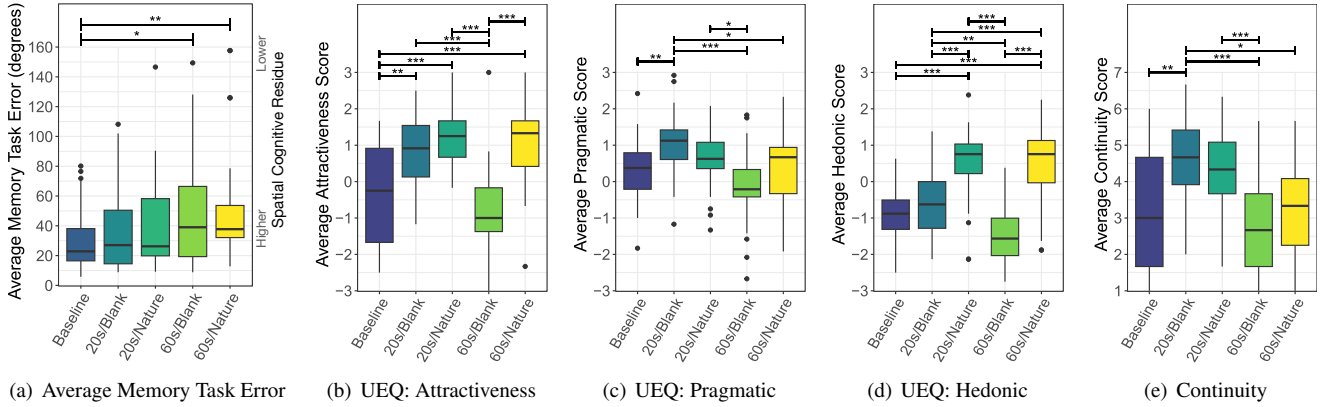 **
*
160
140
120
100
80
60
40
20
0
Average Memory Task Error (degrees)
Lower
Higher
Spatial Cognitive Residue
Baseline
20s/Blank
20s/Nature
60s/Blank
60s/Nature
(a) Average Memory Task Error
***
***
***
***
***
**
3
2
1
0
−1
−2
−3
Average Attractiveness Score
Baseline
20s/Blank
20s/Nature
60s/Blank
60s/Nature
(b) UEQ: Attractiveness
*
*
***
**
3
2
1
0
−1
−2
−3
Average Pragmatic Score
Baseline
20s/Blank
20s/Nature
60s/Blank
60s/Nature
(c) UEQ: Pragmatic
***
***
**
***
***
***
***
3
2
1
0
−1
−2
−3
Average Hedonic Score
Baseline
20s/Blank
20s/Nature
60s/Blank
60s/Nature
(d) UEQ: Hedonic
***
*
***
**
7
6
5
4
3
2
1
Average Continuity Score
Baseline
20s/Blank
20s/Nature
60s/Blank
60s/Nature
(e) Continuity